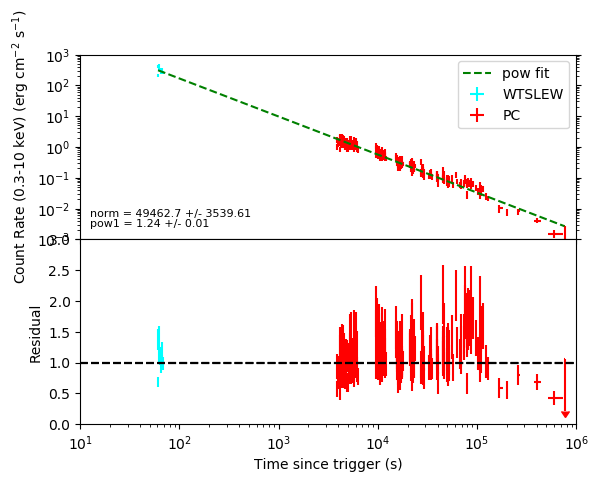 Count Rate (0.3-10 keV) (erg cm⁻² s⁻¹)
10³
10²
10¹
10⁰
10⁻¹
10⁻²
10⁻³
pow fit
WTSLEW
PC
norm = 49462.7 +/- 3539.61
pow1 = 1.24 +/- 0.01
Residual
3.0
2.5
2.0
1.5
1.0
0.5
0.0
10¹ 10² 10³ 10⁴ 10⁵ 10⁶
Time since trigger (s)